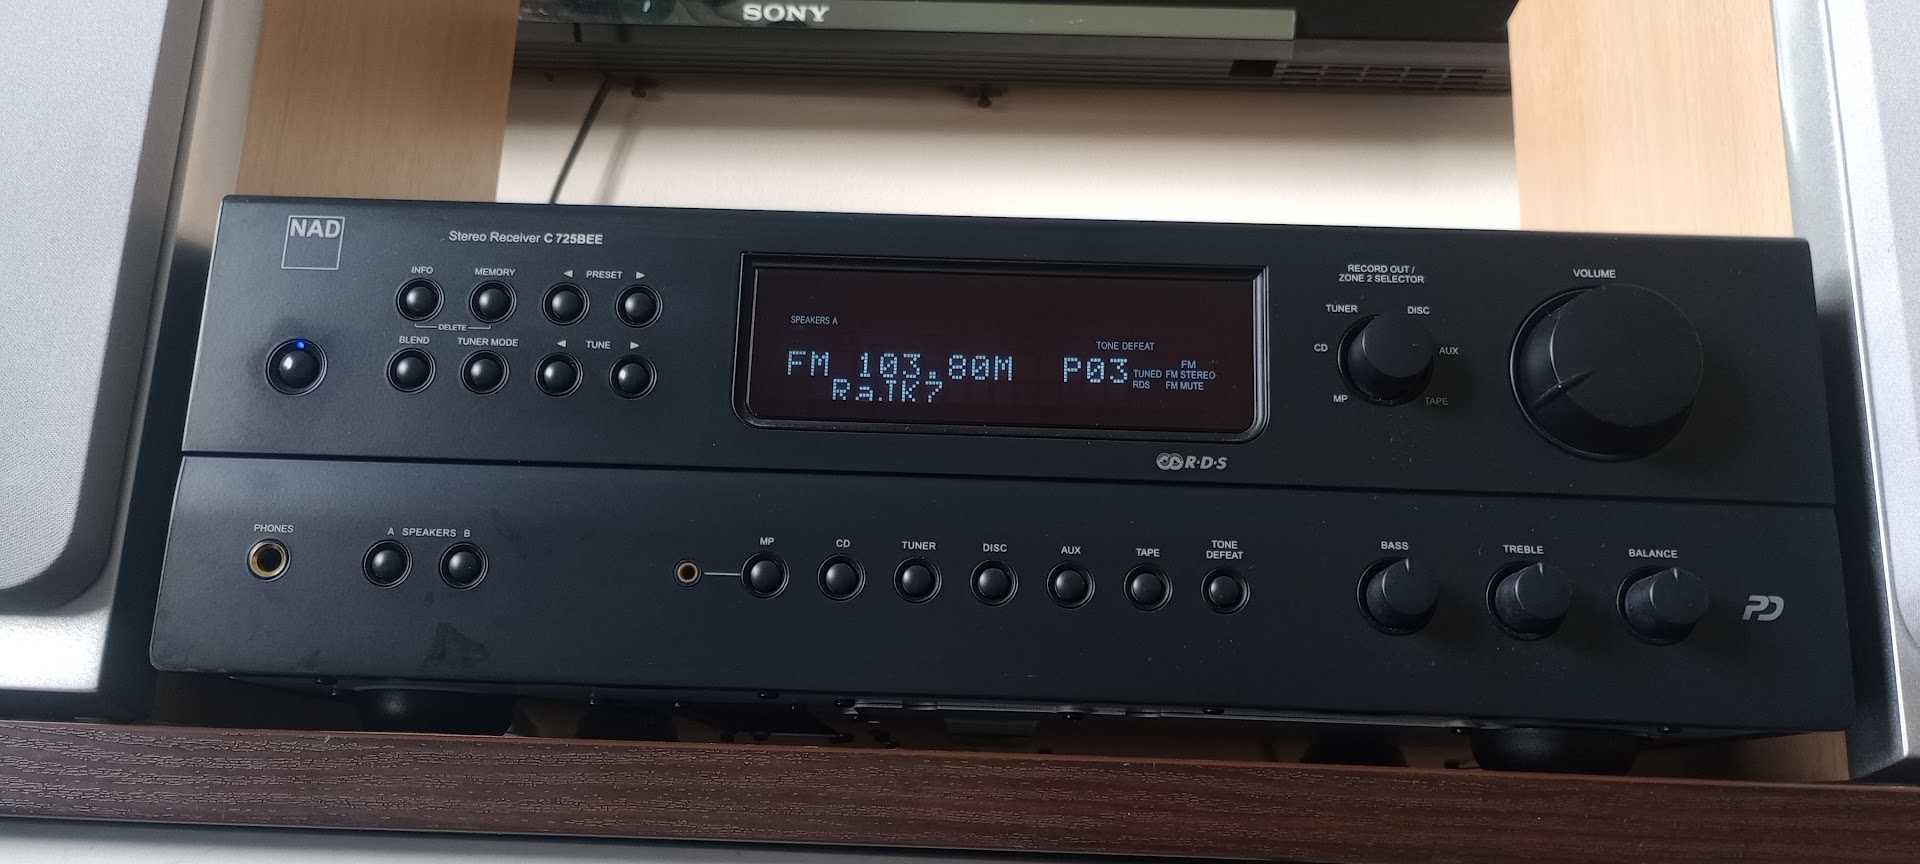 SONY
NAD
Stereo Receiver C 725BEE
INFO
MEMORY
◄ PRESET ►
DELETE
BLEND
TUNER MODE
◄ TUNE ►
SPEAKERS A
TONE DEFEAT
FM 103.80M
P03
FM
TUNED FM STEREO
RDS FM MUTE
Ra.TK7
R·D·S
RECORD OUT /
ZONE 2 SELECTOR
TUNER
DISC
CD
AUX
MP
TAPE
VOLUME
PHONES
A SPEAKERS B
MP
CD
TUNER
DISC
AUX
TAPE
TONE
DEFEAT
BASS
TREBLE
BALANCE
PD